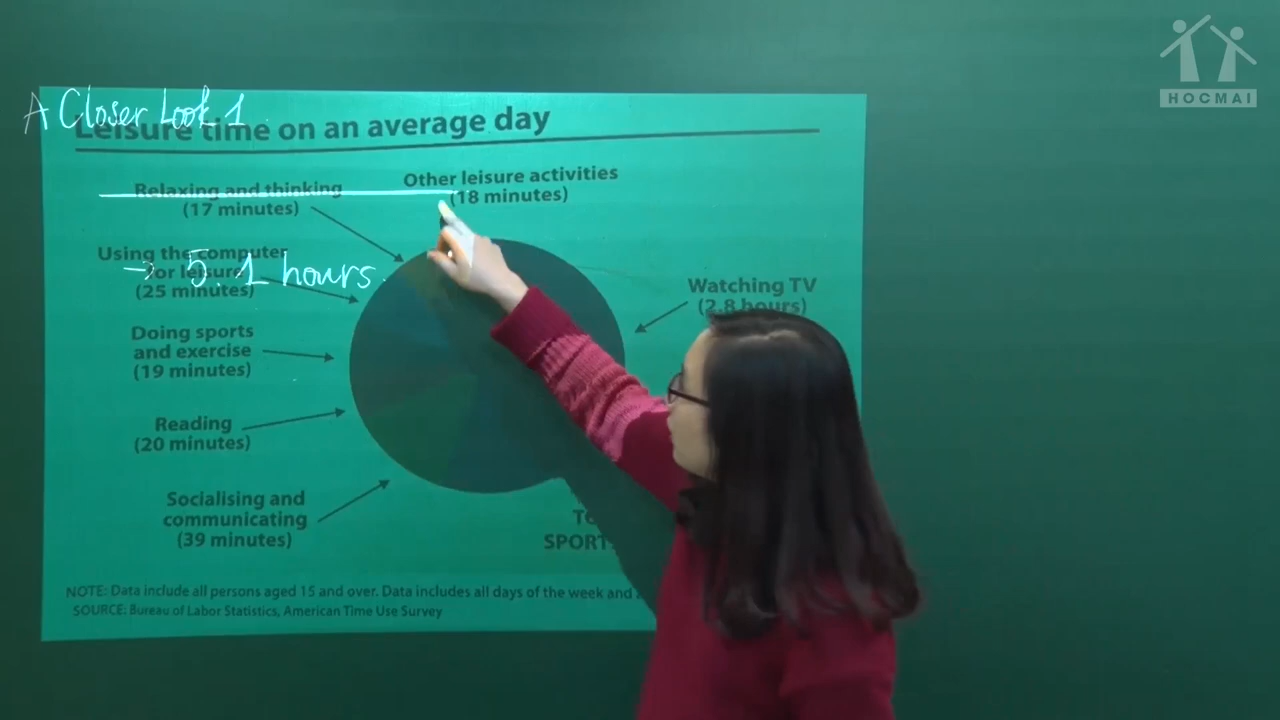 HOCMAI
A Closer Look 1
Leisure time on an average day
Relaxing and thinking
(17 minutes)
Other leisure activities
(18 minutes)
Using the computer
for leisure
(25 minutes)
→ 5.1 hours.
Watching TV
(2.8 hours)
Doing sports
and exercise
(19 minutes)
Reading
(20 minutes)
Socialising and
communicating
(39 minutes)
NOTE: Data include all persons aged 15 and over. Data includes all days of the week and
SOURCE: Bureau of Labor Statistics, American Time Use Survey